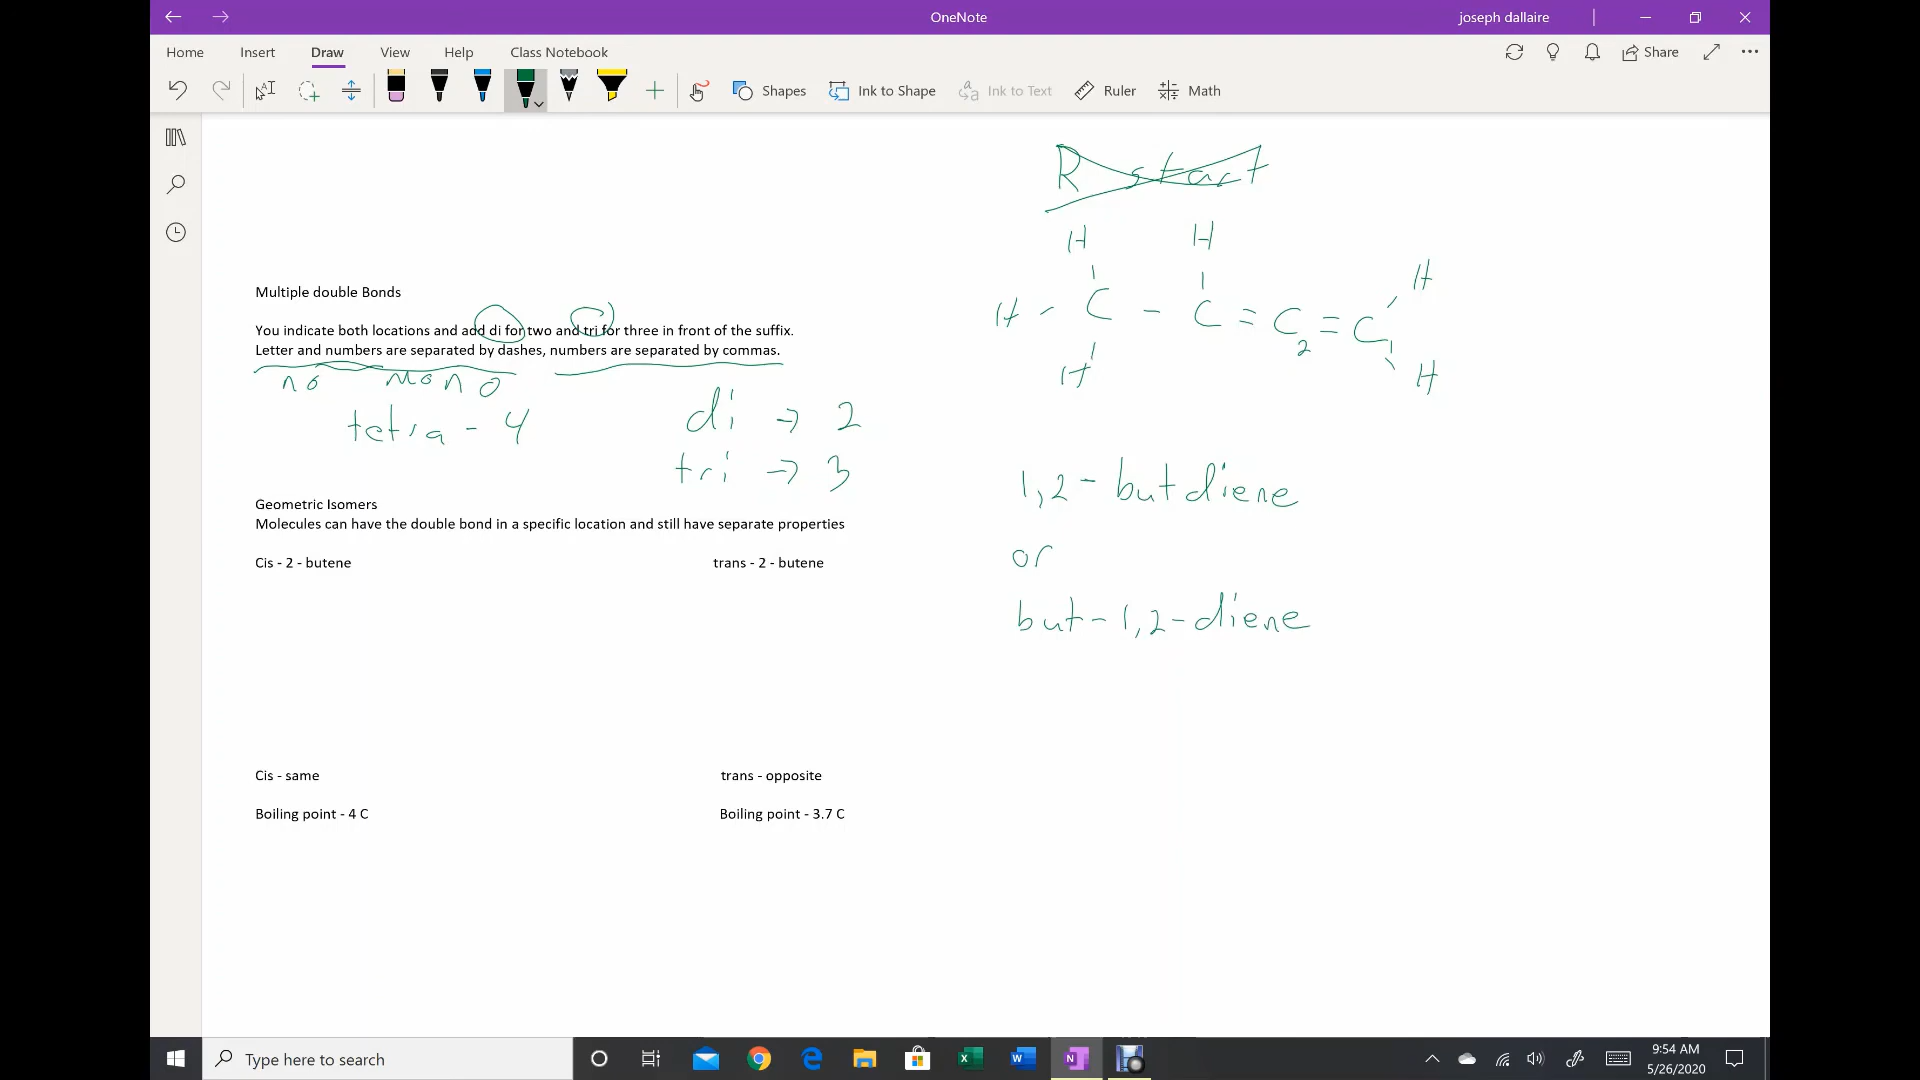 OneNote
joseph dallaire
Home Insert Draw View Help Class Notebook
Share
Shapes Ink to Shape Ink to Text Ruler Math
R start
H H
H - C - C = C = C H
2 1
H H
Multiple double Bonds
You indicate both locations and add di for two and tri for three in front of the suffix.
Letter and numbers are separated by dashes, numbers are separated by commas.
no mono
tetra - 4
di → 2
tri → 3
1,2 - butdiene
or
but - 1,2 - diene
Geometric Isomers
Molecules can have the double bond in a specific location and still have separate properties
Cis - 2 - butene
trans - 2 - butene
Cis - same
trans - opposite
Boiling point - 4 C
Boiling point - 3.7 C
Type here to search
9:54 AM
5/26/2020